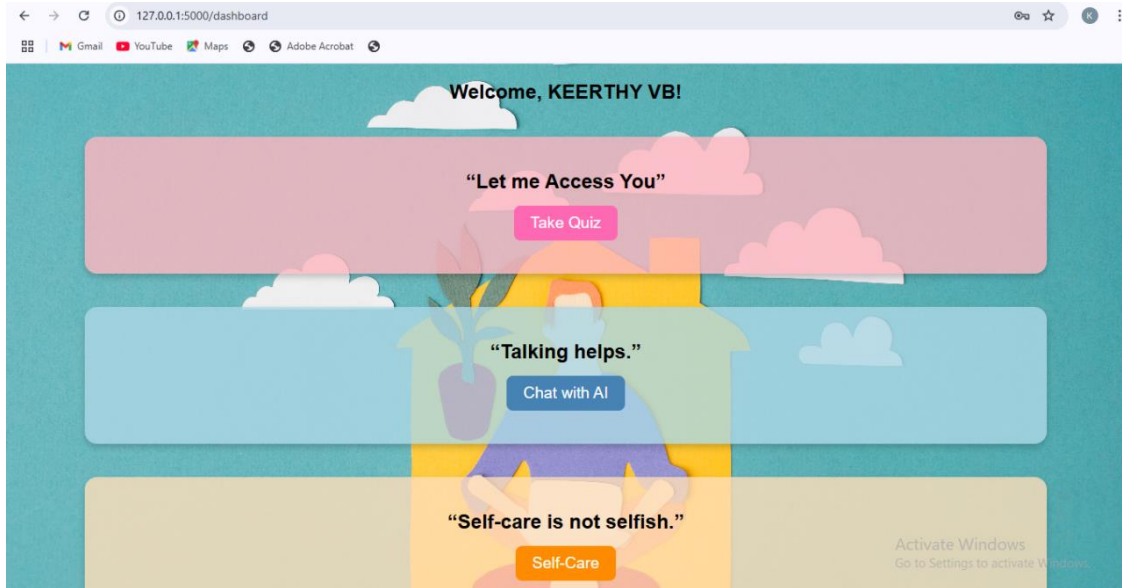 127.0.0.1:5000/dashboard
K
Gmail YouTube Maps Adobe Acrobat
Welcome, KEERTHY VB!
“Let me Access You”
Take Quiz
“Talking helps.”
Chat with AI
“Self-care is not selfish.”
Self-Care
Activate Windows
Go to Settings to activate Windows.